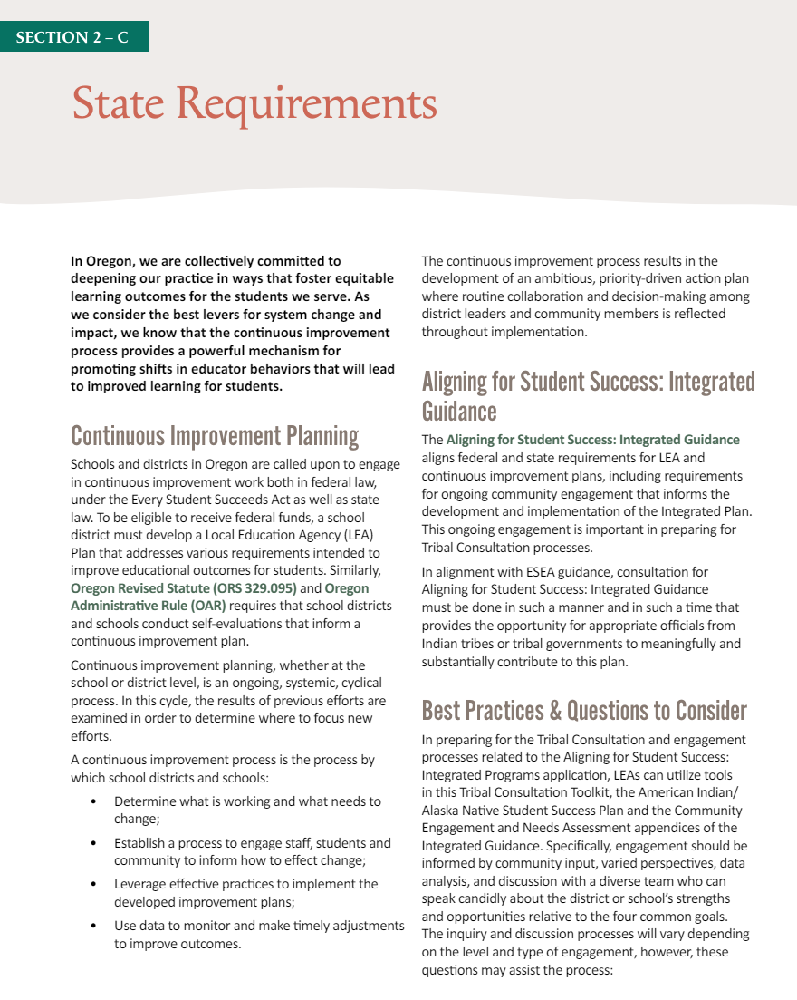 SECTION 2 – C
State Requirements
In Oregon, we are collectively committed to
deepening our practice in ways that foster equitable
learning outcomes for the students we serve. As
we consider the best levers for system change and
impact, we know that the continuous improvement
process provides a powerful mechanism for
promoting shifts in educator behaviors that will lead
to improved learning for students.
Continuous Improvement Planning
Schools and districts in Oregon are called upon to engage
in continuous improvement work both in federal law,
under the Every Student Succeeds Act as well as state
law. To be eligible to receive federal funds, a school
district must develop a Local Education Agency (LEA)
Plan that addresses various requirements intended to
improve educational outcomes for students. Similarly,
Oregon Revised Statute (ORS 329.095) and Oregon
Administrative Rule (OAR) requires that school districts
and schools conduct self-evaluations that inform a
continuous improvement plan.
Continuous improvement planning, whether at the
school or district level, is an ongoing, systemic, cyclical
process. In this cycle, the results of previous efforts are
examined in order to determine where to focus new
efforts.
A continuous improvement process is the process by
which school districts and schools:
• Determine what is working and what needs to
change;
• Establish a process to engage staff, students and
community to inform how to effect change;
• Leverage effective practices to implement the
developed improvement plans;
• Use data to monitor and make timely adjustments
to improve outcomes.
The continuous improvement process results in the
development of an ambitious, priority-driven action plan
where routine collaboration and decision-making among
district leaders and community members is reflected
throughout implementation.
Aligning for Student Success: Integrated
Guidance
The Aligning for Student Success: Integrated Guidance
aligns federal and state requirements for LEA and
continuous improvement plans, including requirements
for ongoing community engagement that informs the
development and implementation of the Integrated Plan.
This ongoing engagement is important in preparing for
Tribal Consultation processes.
In alignment with ESEA guidance, consultation for
Aligning for Student Success: Integrated Guidance
must be done in such a manner and in such a time that
provides the opportunity for appropriate officials from
Indian tribes or tribal governments to meaningfully and
substantially contribute to this plan.
Best Practices & Questions to Consider
In preparing for the Tribal Consultation and engagement
processes related to the Aligning for Student Success:
Integrated Programs application, LEAs can utilize tools
in this Tribal Consultation Toolkit, the American Indian/
Alaska Native Student Success Plan and the Community
Engagement and Needs Assessment appendices of the
Integrated Guidance. Specifically, engagement should be
informed by community input, varied perspectives, data
analysis, and discussion with a diverse team who can
speak candidly about the district or school's strengths
and opportunities relative to the four common goals.
The inquiry and discussion processes will vary depending
on the level and type of engagement, however, these
questions may assist the process: